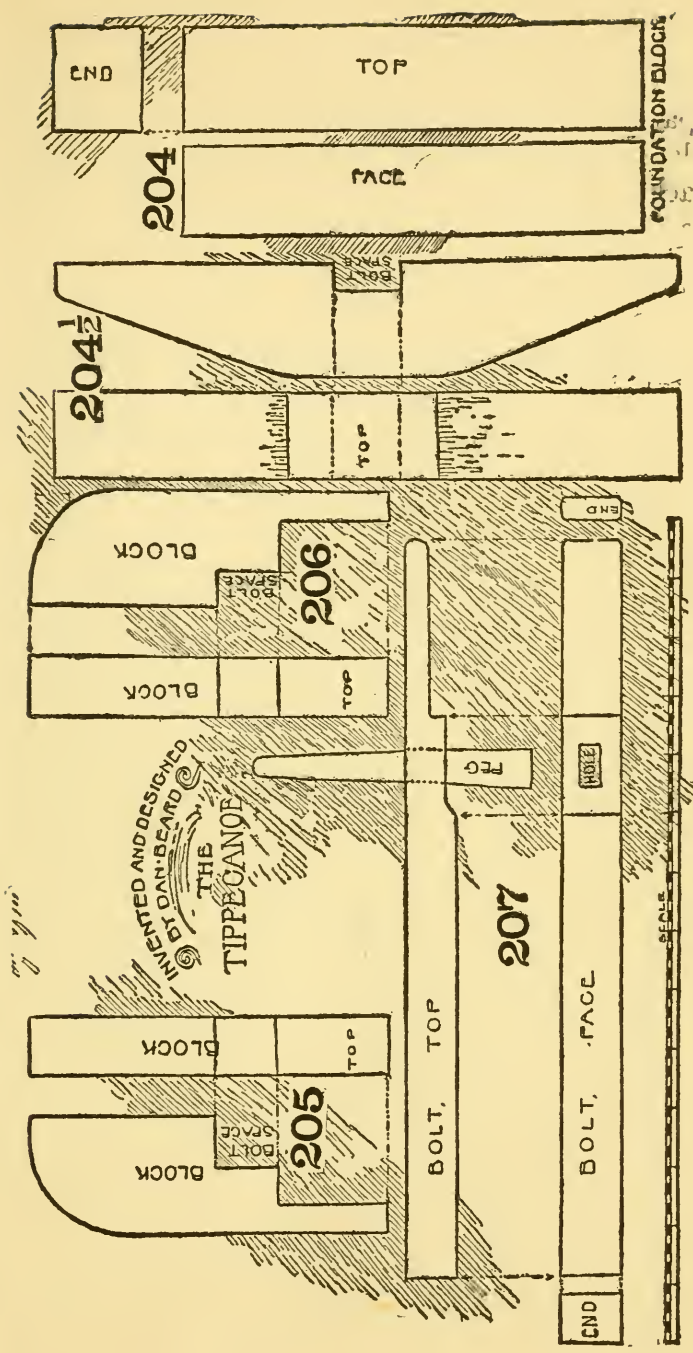 END
TOP
204
FACE
FOUNDATION BLOCK
BOLT
SPACE
204½
TOP
BLOCK
BOLT
SPACE
206
END
BLOCK
TOP
PEG
HOLE
INVENTED AND DESIGNED
BY DAN·BEARD
THE
TIPPECANOE
207
SCALE
BLOCK
TOP
BOLT
SPACE
205
BLOCK
BOLT, TOP
BOLT, FACE
END